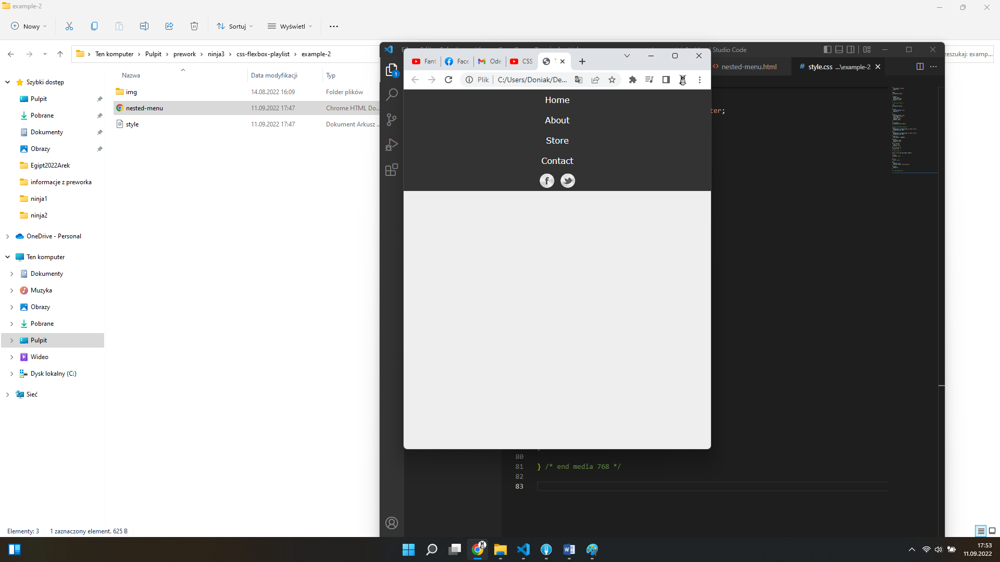 example-2
Nowy
Sortuj
Wyświetl
Ten komputer
Pulpit
prework
ninja3
css-flexbox-playlist
example-2
Nazwa
Data modyfikacji
Typ
img
14.08.2022 16:09
Folder plików
nested-menu
11.09.2022 17:47
Chrome HTML Do...
style
11.09.2022 17:47
Dokument Arkusz ...
Szybki dostęp
Pulpit
Pobrane
Dokumenty
Obrazy
Egipt2022Arek
informacje z preworka
ninja1
ninja2
OneDrive - Personal
Ten komputer
Dokumenty
Muzyka
Obrazy
Pobrane
Pulpit
Wideo
Dysk lokalny (C:)
Sieć
Elementy: 3
1 zaznaczony element. 625 B
Studio Code
nested-menu.html
# style.css ...\example-2
1
Fant
Face
Ode
CSS
Plik
C:/Users/Doniak/De...
Home
About
Store
Contact
ter;
80
81 } /* end media 768 */
82
83
17:53
11.09.2022